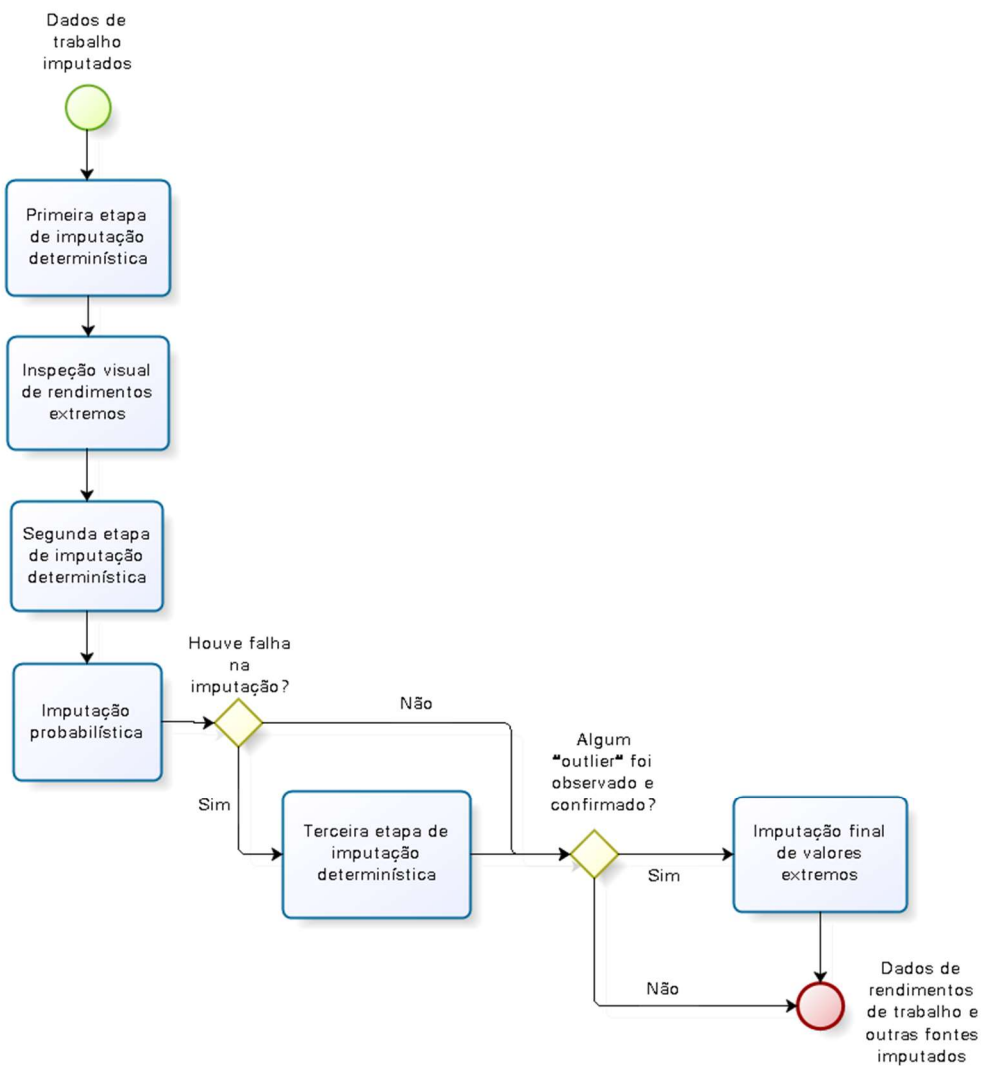 Dados de
trabalho
imputados
Primeira etapa
de imputação
determinística
Inspeção visual
de rendimentos
extremos
Segunda etapa
de imputação
determinística
Imputação
probabilística
Houve falha
na
imputação?
Não
Sim
Terceira etapa de
imputação
determinística
Algum
"outlier" foi
observado e
confirmado?
Sim
Não
Imputação final
de valores
extremos
Dados de
rendimentos
de trabalho e
outras fontes
imputados